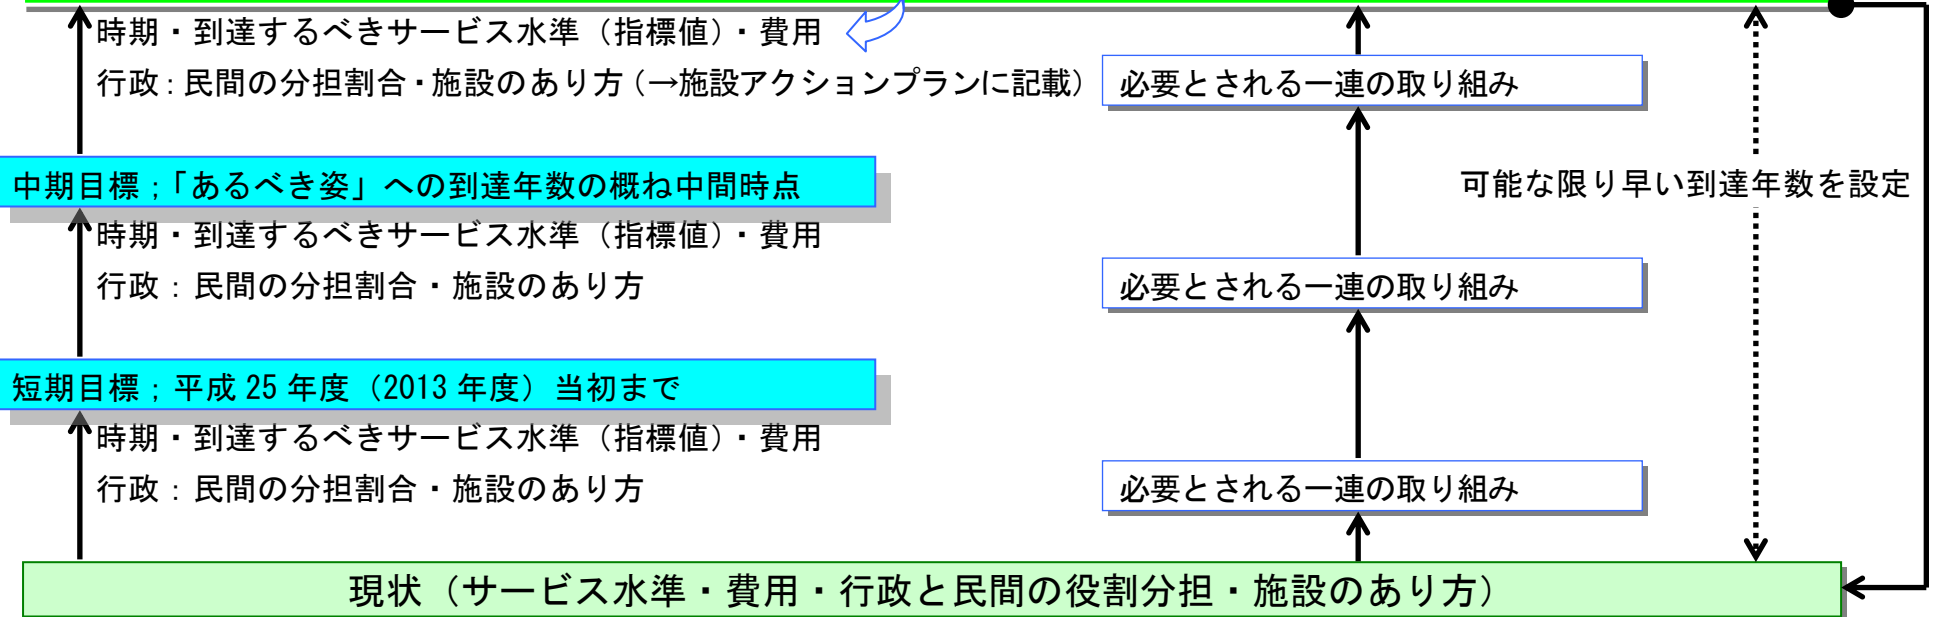 時期・到達するべきサービス水準（指標値）・費用
行政：民間の分担割合・施設のあり方（→施設アクションプランに記載）
必要とされる一連の取り組み
中期目標；「あるべき姿」への到達年数の概ね中間時点
可能な限り早い到達年数を設定
時期・到達するべきサービス水準（指標値）・費用
行政：民間の分担割合・施設のあり方
必要とされる一連の取り組み
短期目標；平成 25 年度（2013 年度）当初まで
時期・到達するべきサービス水準（指標値）・費用
行政：民間の分担割合・施設のあり方
必要とされる一連の取り組み
現状（サービス水準・費用・行政と民間の役割分担・施設のあり方）